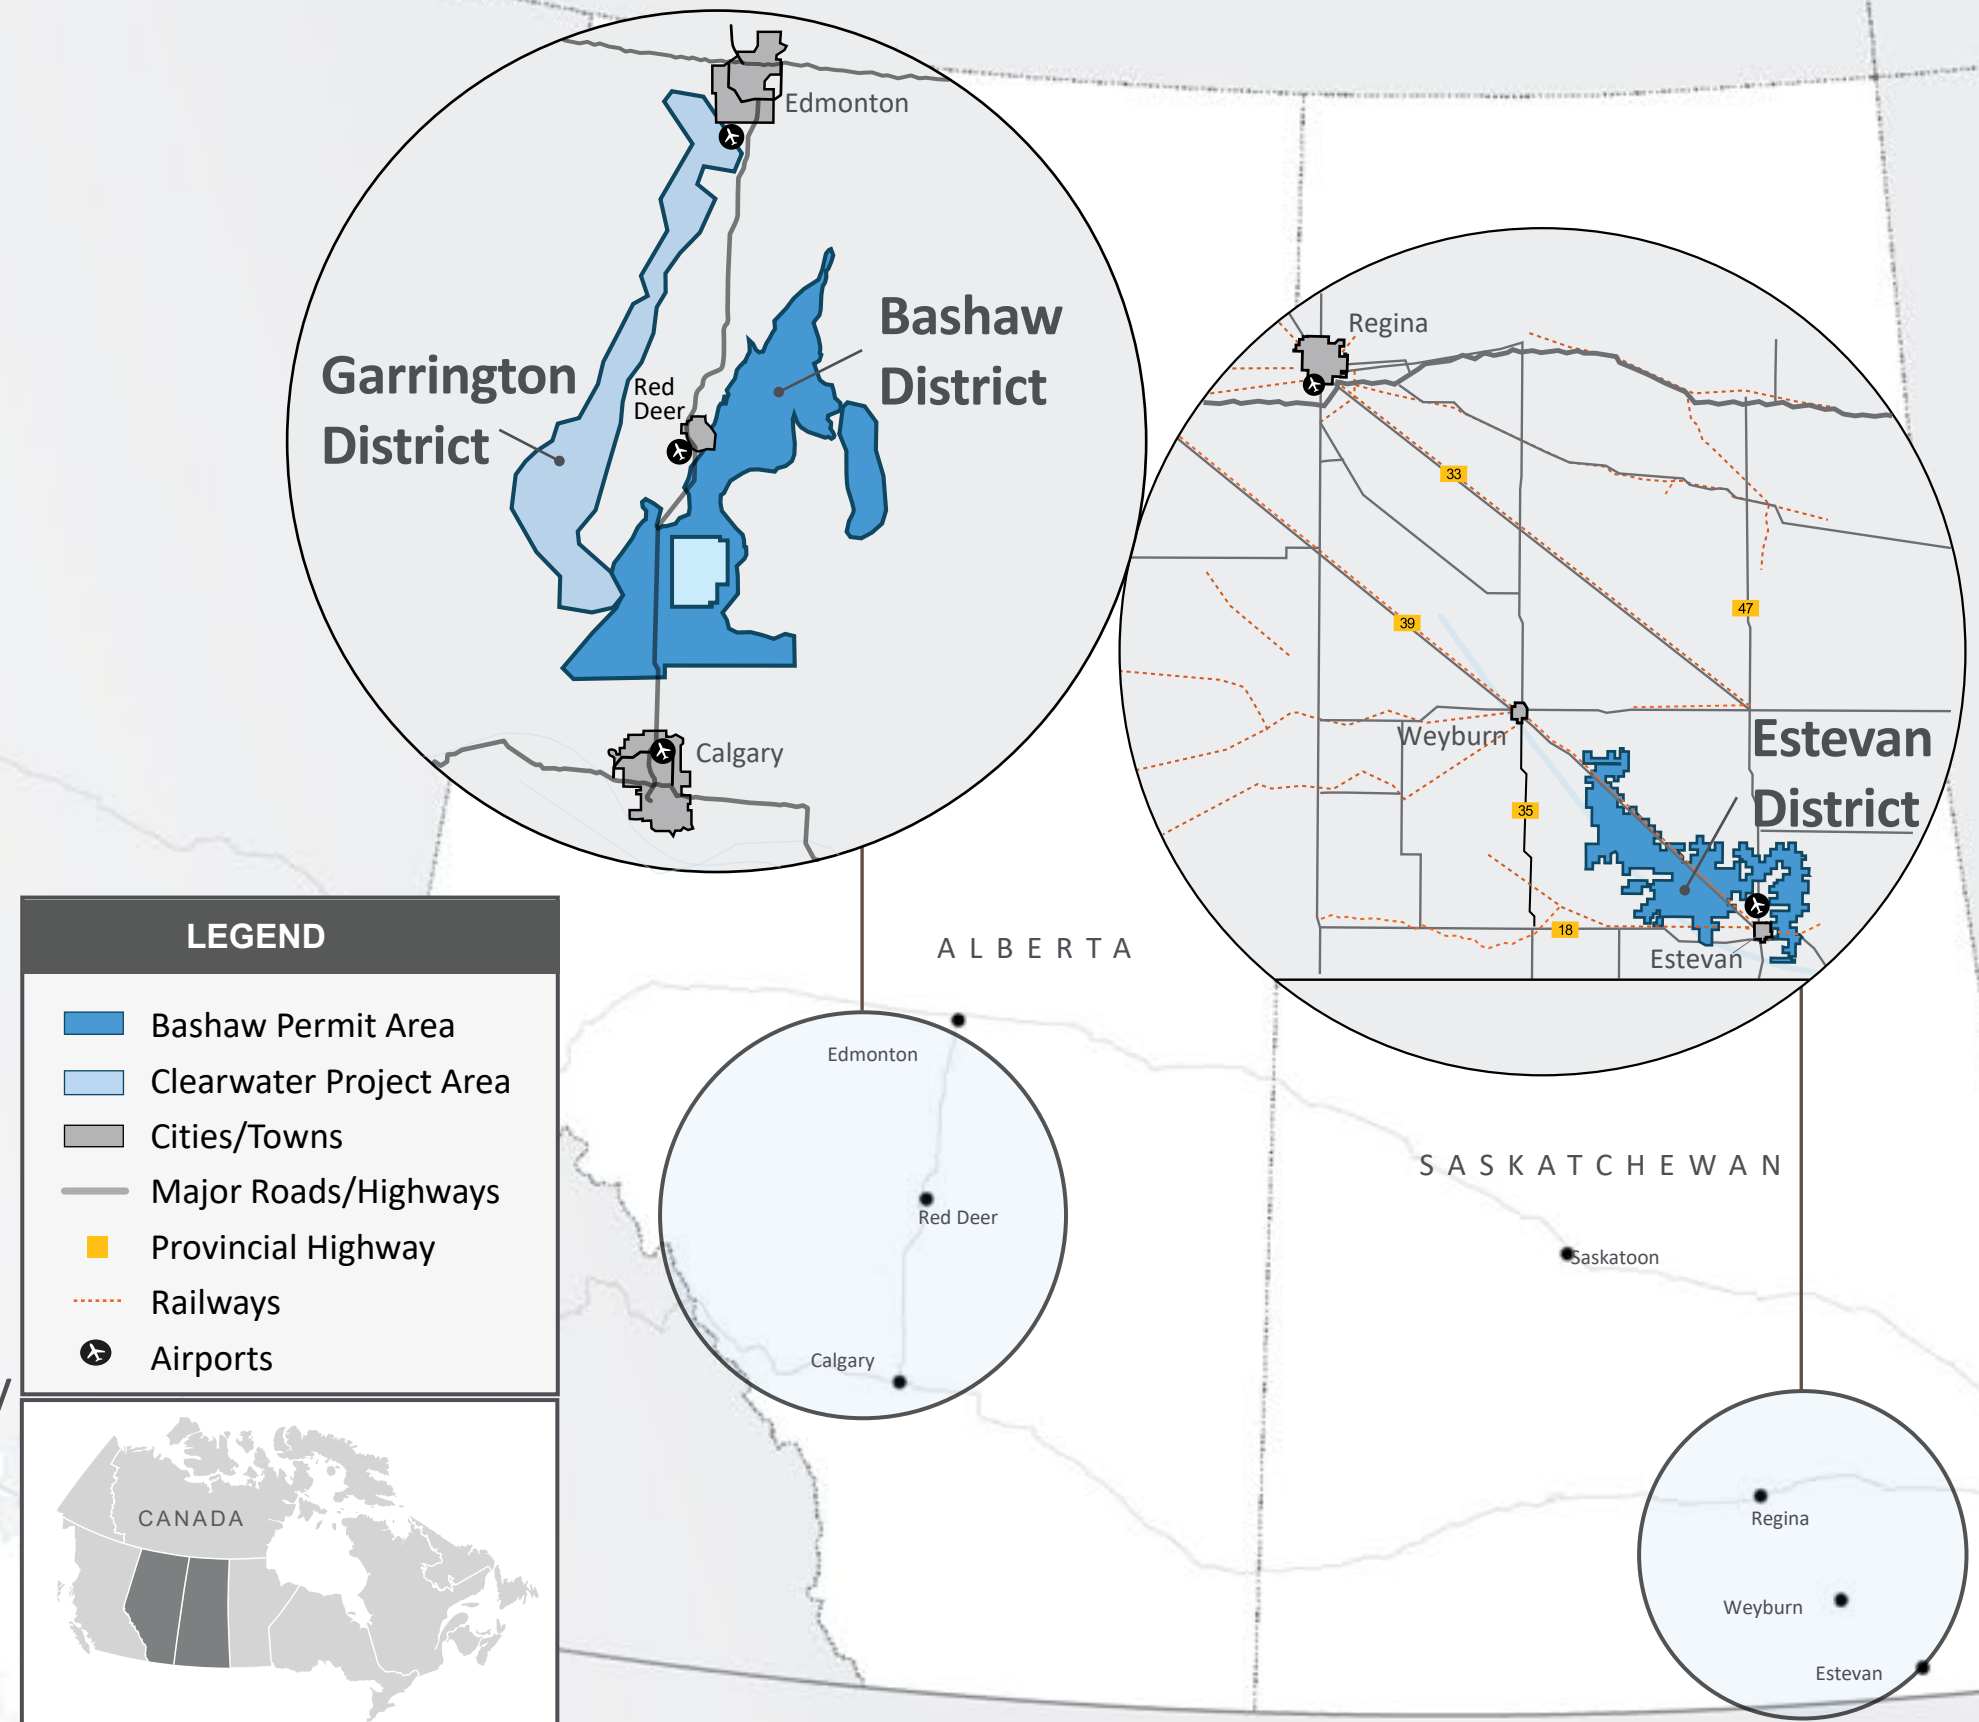 Edmonton
Bashaw
District
Garrington
District
Red
Deer
Calgary
Regina
33
47
39
Weyburn
Estevan
District
35
18
Estevan
LEGEND
Bashaw Permit Area
Clearwater Project Area
Cities/Towns
Major Roads/Highways
Provincial Highway
Railways
Airports
CANADA
ALBERTA
Edmonton
Red Deer
Calgary
SASKATCHEWAN
Saskatoon
Regina
Weyburn
Estevan